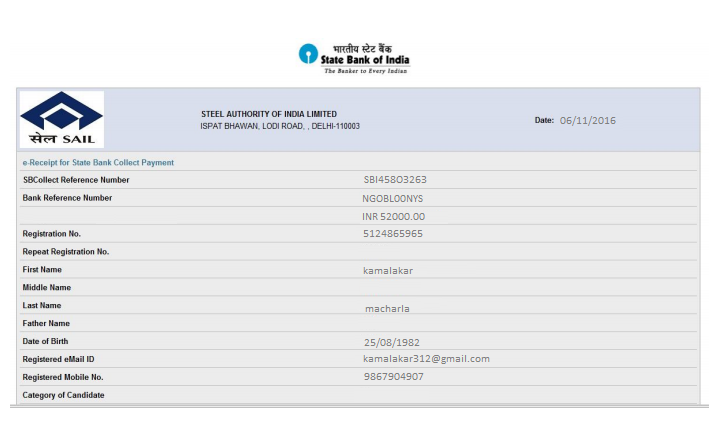 भारतीय स्टेट बैंक
State Bank of India
The Banker to Every Indian
सेल SAIL
STEEL AUTHORITY OF INDIA LIMITED
ISPAT BHAWAN, LODI ROAD, , DELHI-110003
Date: 06/11/2016
e-Receipt for State Bank Collect Payment
SBCollect Reference Number SBI45803263
Bank Reference Number NGOBL00NYS
INR 52000.00
Registration No. 5124865965
Repeat Registration No.
First Name kamalakar
Middle Name
Last Name macharla
Father Name
Date of Birth 25/08/1982
Registered eMail ID kamalakar312@gmail.com
Registered Mobile No. 9867904907
Category of Candidate